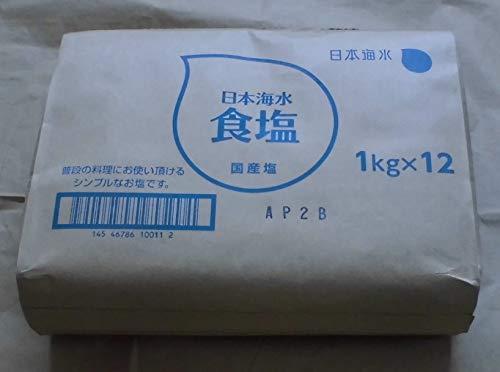 日本海水
日本海水
食塩
国産塩
1kg×12
普段の料理にお使い頂ける
シンプルなお塩です。
145 46786 10011 2
AP2B